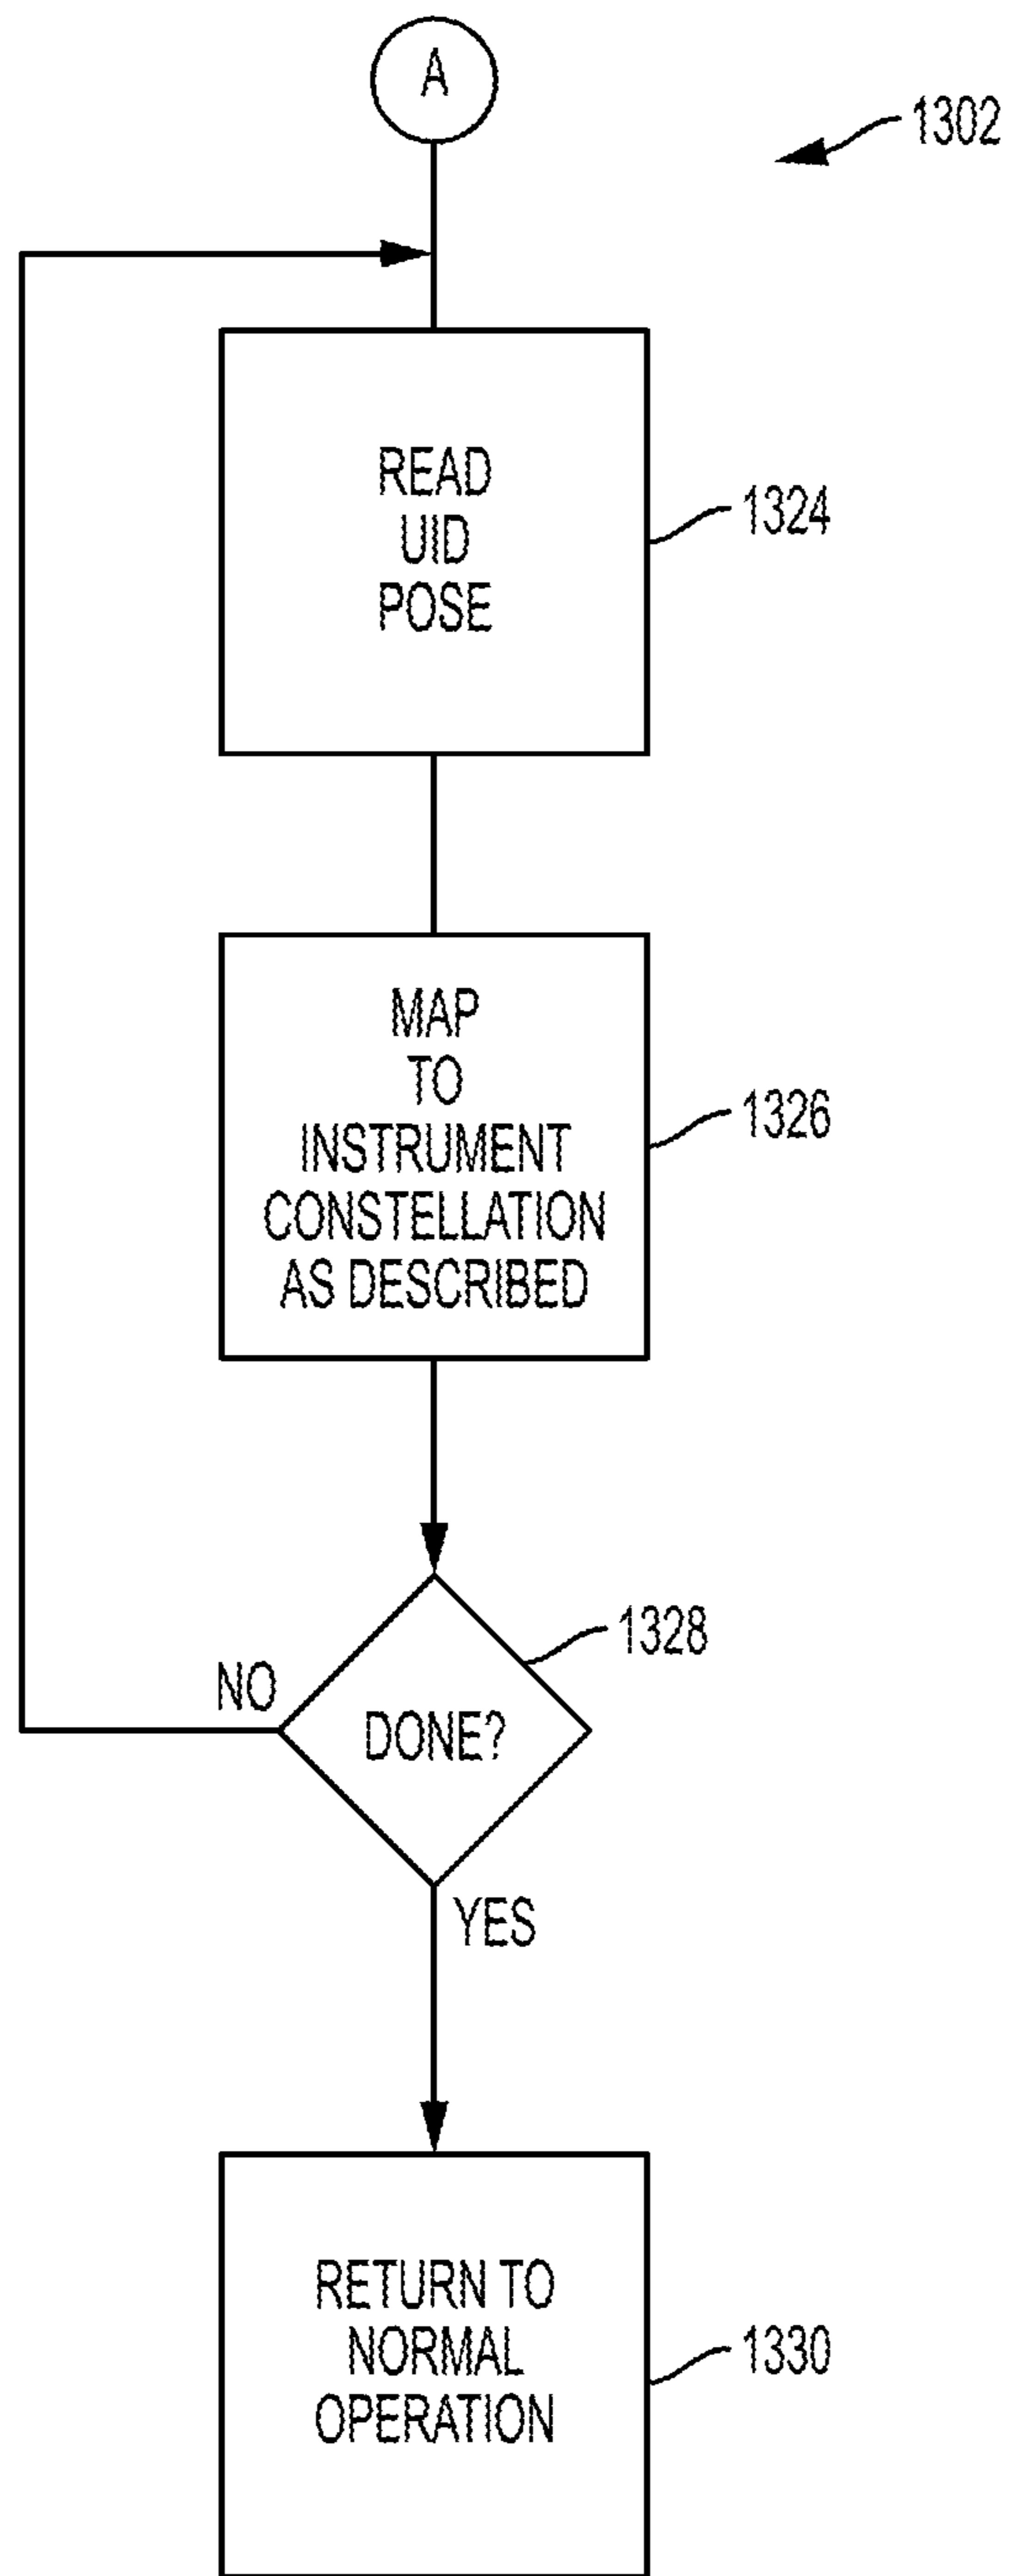 A
1302
READ
UID
POSE
1324
MAP
TO
INSTRUMENT
CONSTELLATION
AS DESCRIBED
1326
1328
NO
DONE?
YES
RETURN TO
NORMAL
OPERATION
1330